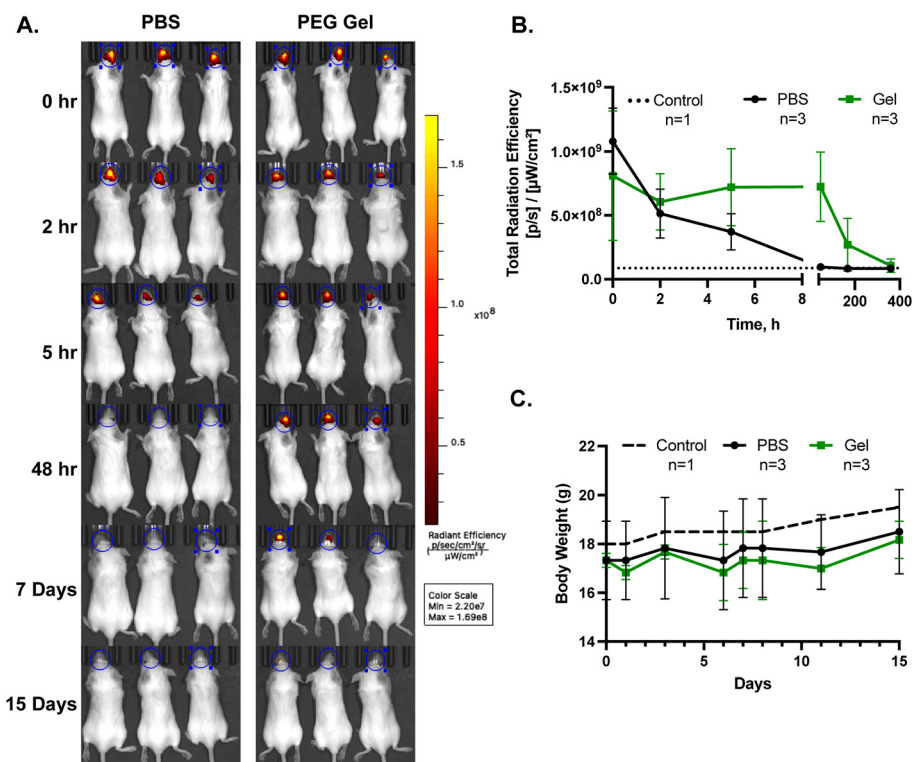 A.
PBS
PEG Gel
0 hr
2 hr
5 hr
48 hr
7 Days
15 Days
1.5
1.0
x10⁸
0.5
Radiant Efficiency
(p/sec/cm²/sr
µW/cm²)
Color Scale
Min = 2.20e7
Max = 1.69e8
B.
Total Radiation Efficiency
[p/s] / [µW/cm²]
1.5×10⁹
1.0×10⁹
5.0×10⁸
0.0
Control
n=1
PBS
n=3
Gel
n=3
0 2 4 6 8 200 400
Time, h
C.
Body Weight (g)
22
20
18
16
14
Control
n=1
PBS
n=3
Gel
n=3
0 5 10 15
Days